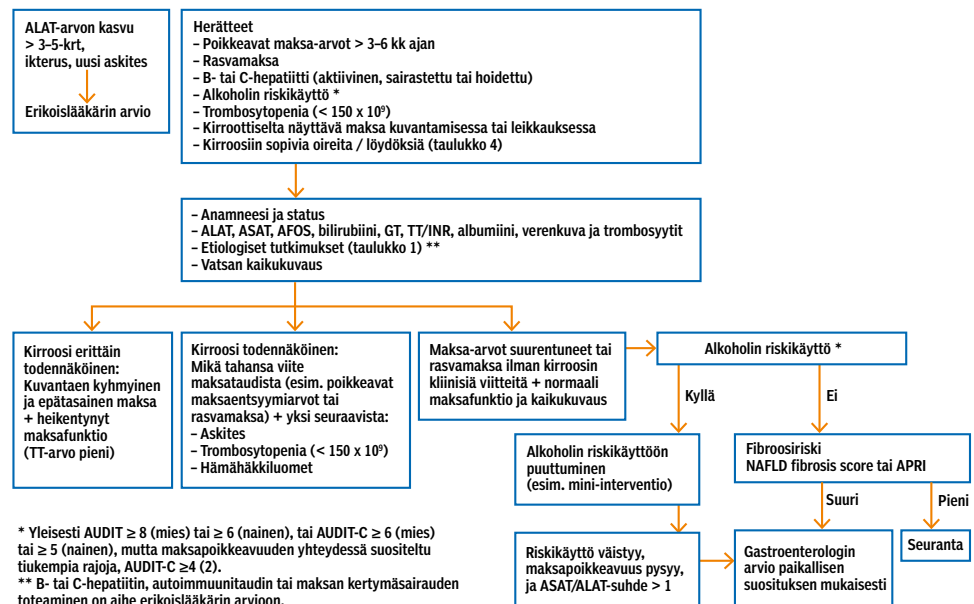 ALAT-arvon kasvu
> 3–5-krt,
ikterus, uusi askites
Erikoislääkärin arvio
Herätteet
– Poikkeavat maksa-arvot > 3–6 kk ajan
– Rasvamaksa
– B- tai C-hepatiitti (aktiivinen, sairastettu tai hoidettu)
– Alkoholin riskikäyttö *
– Trombosytopenia (< 150 x 10⁹)
– Kirroottiselta näyttävä maksa kuvantamisessa tai leikkauksessa
– Kirroosiin sopivia oireita / löydöksiä (taulukko 4)
– Anamneesi ja status
– ALAT, ASAT, AFOS, bilirubiini, GT, TT/INR, albumiini, verenkuva ja trombosyytit
– Etiologiset tutkimukset (taulukko 1) **
– Vatsan kaikukuvaus
Kirroosi erittäin
todennäköinen:
Kuvantaen kyhmyinen
ja epätasainen maksa
+ heikentynyt
maksafunktio
(TT-arvo pieni)
Kirroosi todennäköinen:
Mikä tahansa viite
maksataudista (esim. poikkeavat
maksaentsyymiarvot tai
rasvamaksa) + yksi seuraavista:
– Askites
– Trombosytopenia (< 150 x 10⁹)
– Hämähäkkiluomet
Maksa-arvot suurentuneet tai
rasvamaksa ilman kirroosin
kliinisiä viitteitä + normaali
maksafunktio ja kaikukuvaus
Alkoholin riskikäyttö *
Kyllä
Ei
Alkoholin riskikäyttöön
puuttuminen
(esim. mini-interventio)
Fibroosiriski
NAFLD fibrosis score tai APRI
Suuri
Pieni
Riskikäyttö väistyy,
maksapoikkeavuus pysyy,
ja ASAT/ALAT-suhde > 1
Gastroenterologin
arvio paikallisen
suosituksen mukaisesti
Seuranta
* Yleisesti AUDIT ≥ 8 (mies) tai ≥ 6 (nainen), tai AUDIT-C ≥ 6 (mies)
tai ≥ 5 (nainen), mutta maksapoikkeavuuden yhteydessä suositeltu
tiukempia rajoja, AUDIT-C ≥4 (2).
** B- tai C-hepatiitin, autoimmuunitaudin tai maksan kertymäsairauden
toteaminen on aihe erikoislääkärin arvioon.